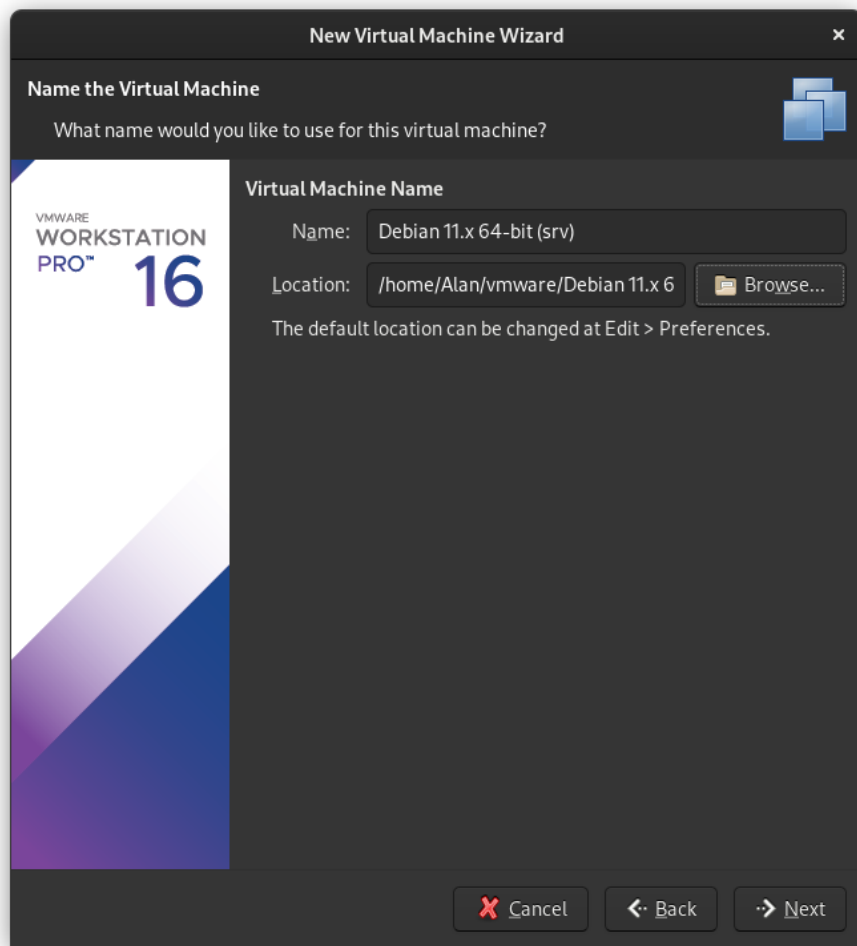 New Virtual Machine Wizard
Name the Virtual Machine
What name would you like to use for this virtual machine?
VMWARE
WORKSTATION
PRO™ 16
Virtual Machine Name
Name: Debian 11.x 64-bit (srv)
Location: /home/Alan/vmware/Debian 11.x 6 Browse...
The default location can be changed at Edit > Preferences.
Cancel Back Next